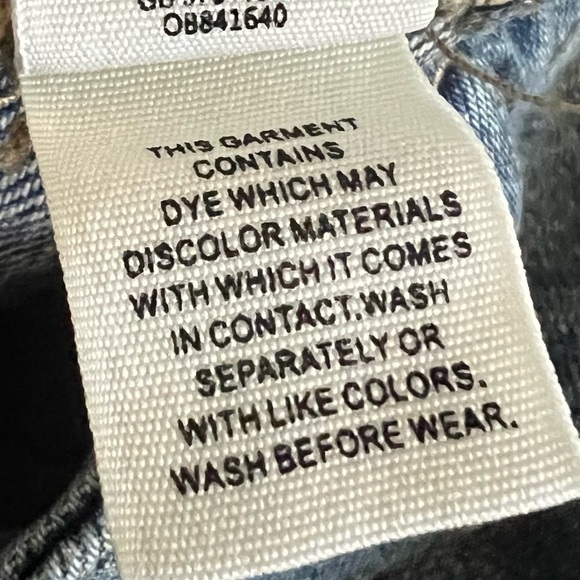 OB841640
THIS GARMENT
CONTAINS
DYE WHICH MAY
DISCOLOR MATERIALS
WITH WHICH IT COMES
IN CONTACT.WASH
SEPARATELY OR
WITH LIKE COLORS.
WASH BEFORE WEAR.